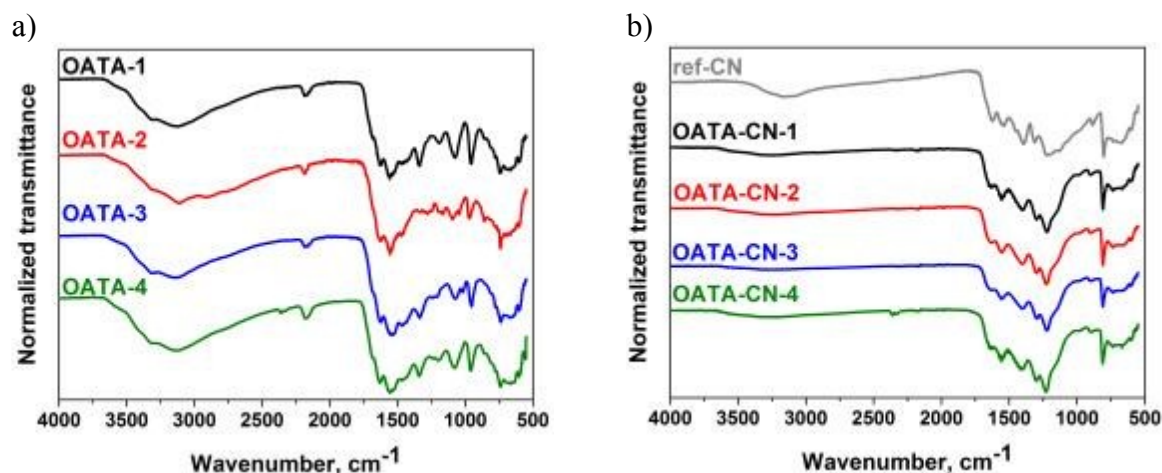 a)
OATA-1
OATA-2
OATA-3
OATA-4
Normalized transmittance
4000 3500 3000 2500 2000 1500 1000 500
Wavenumber, cm-1
b)
ref-CN
OATA-CN-1
OATA-CN-2
OATA-CN-3
OATA-CN-4
Normalized transmittance
4000 3500 3000 2500 2000 1500 1000 500
Wavenumber, cm-1